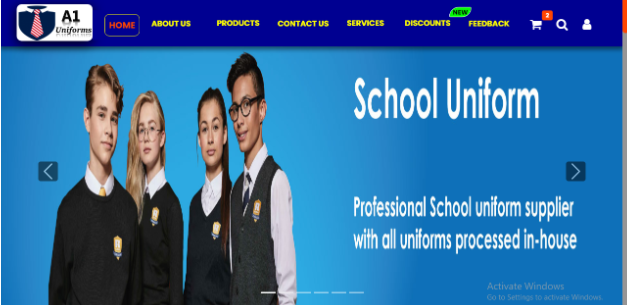 A1
Uniforms
HOME
ABOUT US
PRODUCTS
CONTACT US
SERVICES
DISCOUNTS
NEW
FEEDBACK
3
School Uniform
Professional School uniform supplier
with all uniforms processed in-house
Activate Windows
Go to Settings to activate Windows.